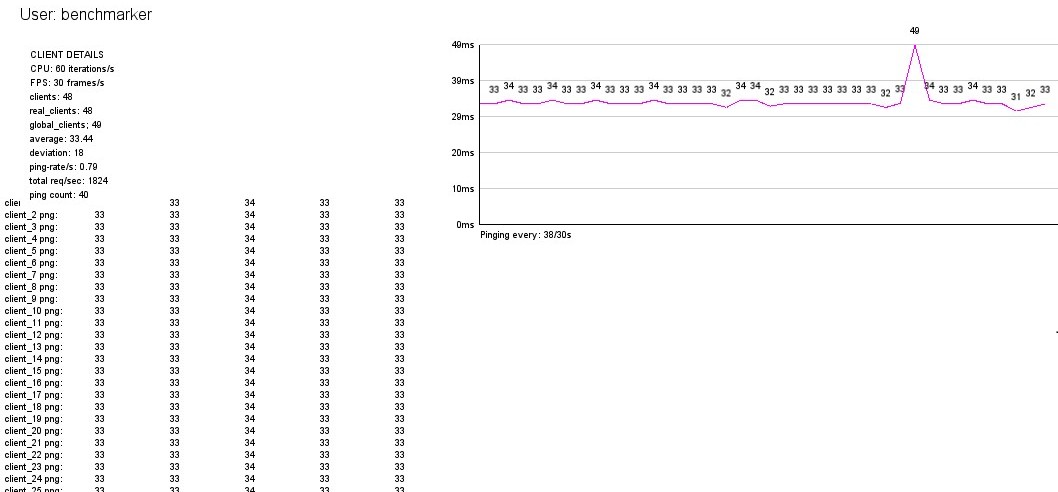 User: benchmarker
CLIENT DETAILS
CPU: 60 iterations/s
FPS: 30 frames/s
clients: 48
real_clients: 48
global_clients; 49
average: 33.44
deviation: 18
ping-rate/s: 0.79
total req/sec: 1824
ping count: 40
clie 33 34 33 33
client_2 png: 33 33 34 33 33
client_3 png: 33 33 34 33 33
client_4 png: 33 33 34 33 33
client_5 png: 33 33 34 33 33
client_6 png: 33 33 34 33 33
client_7 png: 33 33 34 33 33
client_8 png: 33 33 34 33 33
client_9 png: 33 33 34 33 33
client_10 png: 33 33 34 33 33
client_11 png: 33 33 34 33 33
client_12 png: 33 33 34 33 33
client_13 png: 33 33 34 33 33
client_14 png: 33 33 34 33 33
client_15 png: 33 33 34 33 33
client_16 png: 33 33 34 33 33
client_17 png: 33 33 34 33 33
client_18 png: 33 33 34 33 33
client_19 png: 33 33 34 33 33
client_20 png: 33 33 34 33 33
client_21 png: 33 33 34 33 33
client_22 png: 33 33 34 33 33
client_23 png: 33 33 34 33 33
client_24 png: 33 33 34 33 33
client_25 png: 33 33 34 33 33
49
49ms
39ms
33 34 33 33 34 33 33 34 33 33 33 34 33 33 33 33 32 34 34 32 33 33 33 33 33 33 33 32 33 34 33 33 34 33 33 31 32 33
29ms
20ms
10ms
0ms
Pinging every: 38/30s